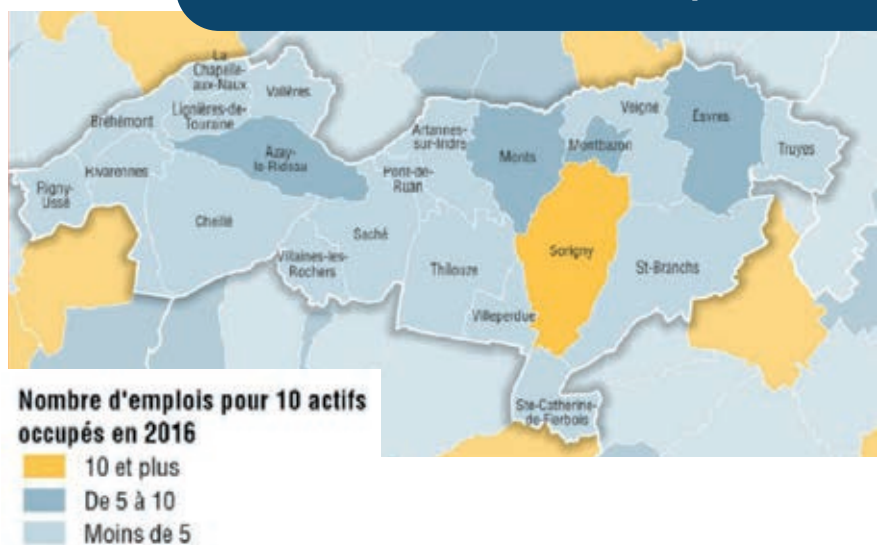 La
Chapelle-
aux-Naux
Vallères
Bréhémont
Lignières-de-
Touraine
Rigny-
Ussé
Rivarennes
Azay-
le-Rideau
Cheillé
Villaines-les-
Rochers
Saché
Artannes-
sur-Indre
Pont-de-
Ruan
Monts
Montbazon
Veigné
Esvres
Truyes
Thilouze
Villeperdue
Sorigny
St-Branchs
Ste-Catherine-
de-Fierbois
Nombre d'emplois pour 10 actifs
occupés en 2016
10 et plus
De 5 à 10
Moins de 5